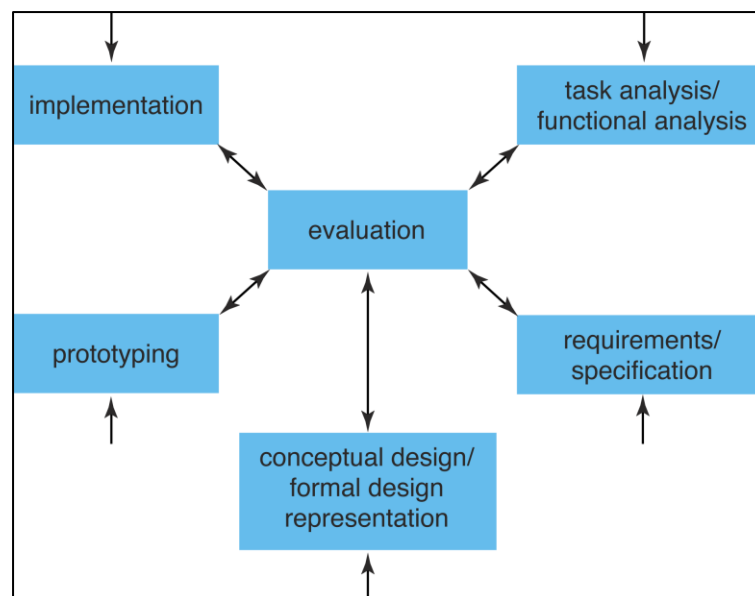 implementation
task analysis/
functional analysis
evaluation
prototyping
requirements/
specification
conceptual design/
formal design
representation